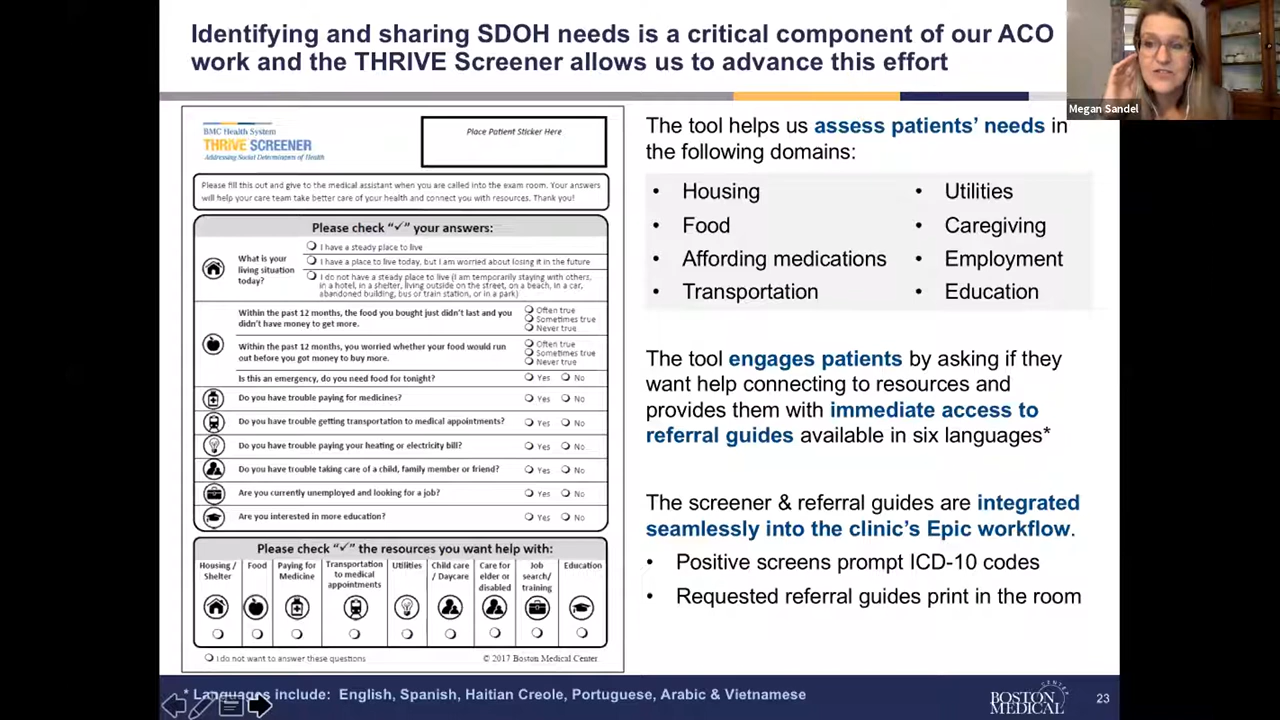 Identifying and sharing SDOH needs is a critical component of our ACO
work and the THRIVE Screener allows us to advance this effort
Megan Sandel
BMC Health System
THRIVE SCREENER
Addressing Social Determinants of Health
Place Patient Sticker Here
Please fill this out and give to the medical assistant when you are called into the exam room. Your answers
will help your care team take better care of your health and connect you with resources. Thank you!
Please check "✓" your answers:
What is your
living situation
today?
I have a steady place to live
I have a place to live today, but I am worried about losing it in the future
I do not have a steady place to live (I am temporarily staying with others,
in a hotel, in a shelter, living outside on the street, on a beach, in a car,
abandoned building, bus or train station, or in a park)
Within the past 12 months, the food you bought just didn't last and you
didn't have money to get more.
Often true
Sometimes true
Never true
Within the past 12 months, you worried whether your food would run
out before you got money to buy more.
Often true
Sometimes true
Never true
Is this an emergency, do you need food for tonight? Yes No
Do you have trouble paying for medicines? Yes No
Do you have trouble getting transportation to medical appointments? Yes No
Do you have trouble paying your heating or electricity bill? Yes No
Do you have trouble taking care of a child, family member or friend? Yes No
Are you currently unemployed and looking for a job? Yes No
Are you interested in more education? Yes No
Please check "✓" the resources you want help with:
Housing /
Shelter
Food
Paying for
Medicine
Transportation
to medical
appointments
Utilities
Child care
/ Daycare
Care for
elder or
disabled
Job
search/
training
Education
I do not want to answer these questions © 2017 Boston Medical Center
The tool helps us assess patients' needs in
the following domains:
• Housing
• Food
• Affording medications
• Transportation
• Utilities
• Caregiving
• Employment
• Education
The tool engages patients by asking if they
want help connecting to resources and
provides them with immediate access to
referral guides available in six languages*
The screener & referral guides are integrated
seamlessly into the clinic's Epic workflow.
• Positive screens prompt ICD-10 codes
• Requested referral guides print in the room
* Languages include: English, Spanish, Haitian Creole, Portuguese, Arabic & Vietnamese
BOSTON
MEDICAL
CENTER
23